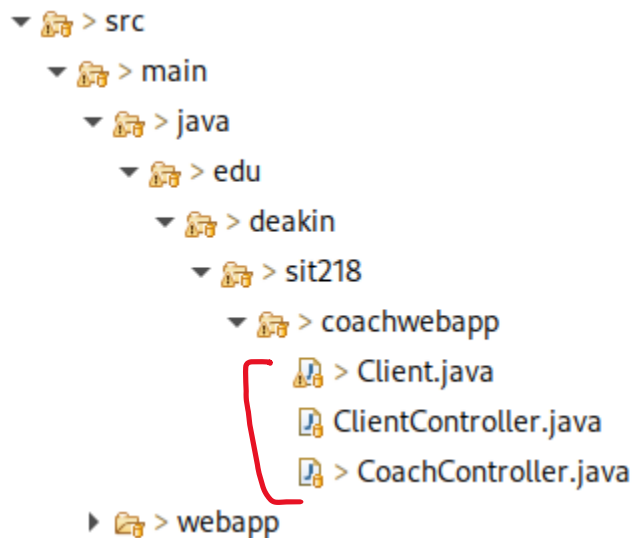 > src
> main
> java
> edu
> deakin
> sit218
> coachwebapp
> Client.java
ClientController.java
> CoachController.java
> webapp